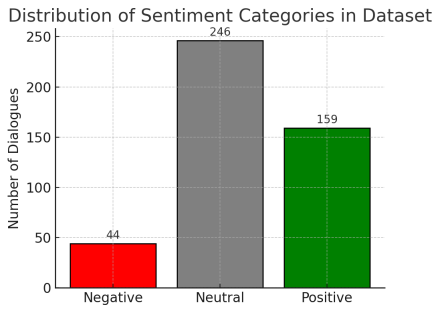 Distribution of Sentiment Categories in Dataset
Number of Dialogues
250
200
150
100
50
0
44
246
159
Negative
Neutral
Positive